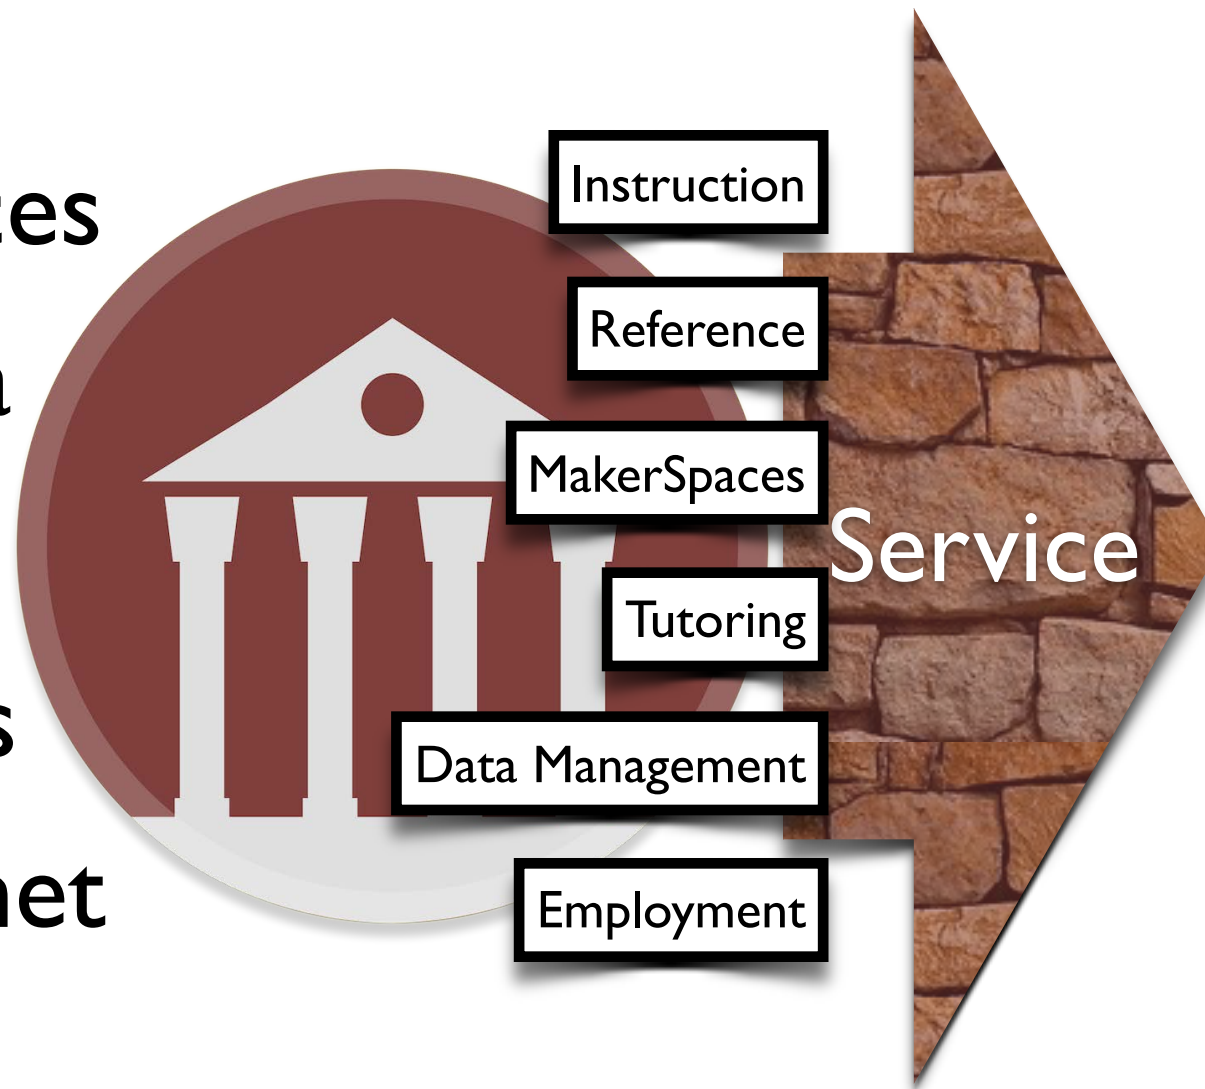 Instruction
Reference
MakerSpaces
Service
Tutoring
Data Management
Employment